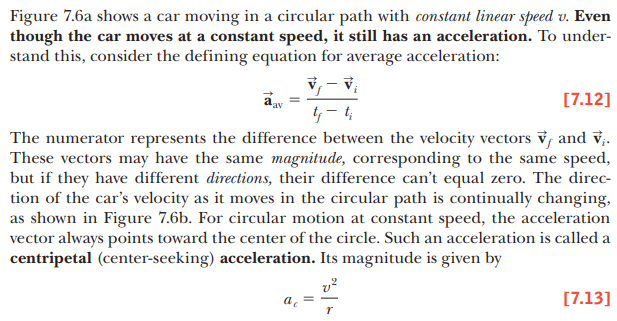 Figure 7.6a shows a car moving in a circular path with constant linear speed v. Even
though the car moves at a constant speed, it still has an acceleration. To under-
stand this, consider the defining equation for average acceleration:
a⃗av = (v⃗f − v⃗i) / (tf − ti) [7.12]
The numerator represents the difference between the velocity vectors v⃗f and v⃗i.
These vectors may have the same magnitude, corresponding to the same speed,
but if they have different directions, their difference can't equal zero. The direc-
tion of the car's velocity as it moves in the circular path is continually changing,
as shown in Figure 7.6b. For circular motion at constant speed, the acceleration
vector always points toward the center of the circle. Such an acceleration is called a
centripetal (center-seeking) acceleration. Its magnitude is given by
ac = v² / r [7.13]